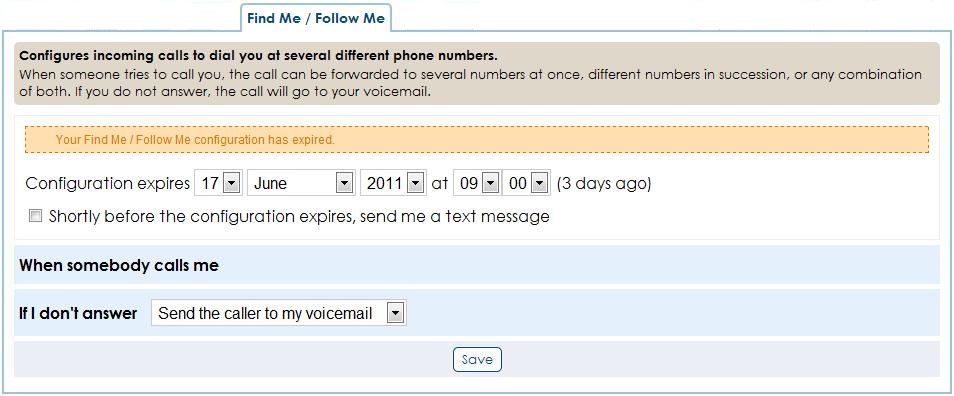 Find Me / Follow Me
Configures incoming calls to dial you at several different phone numbers.
When someone tries to call you, the call can be forwarded to several numbers at once, different numbers in succession, or any combination
of both. If you do not answer, the call will go to your voicemail.
Your Find Me / Follow Me configuration has expired.
Configuration expires 17 June 2011 at 09 00 (3 days ago)
Shortly before the configuration expires, send me a text message
When somebody calls me
If I don't answer Send the caller to my voicemail
Save